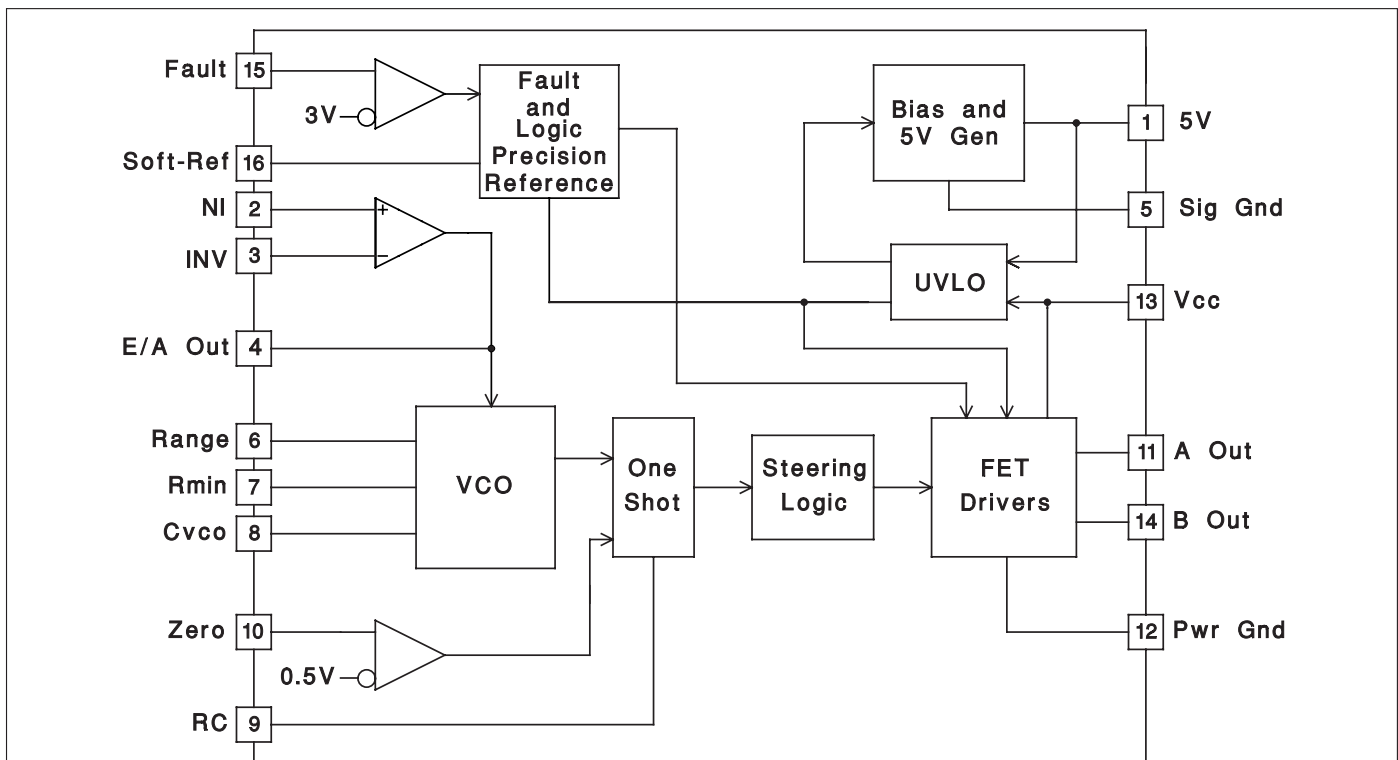 Fault 15
3V
Fault
and
Logic
Precision
Reference
Soft-Ref 16
NI 2
+
INV 3
−
E/A Out 4
Range 6
Rmin 7
Cvco 8
VCO
Zero 10
0.5V
RC 9
One
Shot
Steering
Logic
Bias and
5V Gen
UVLO
FET
Drivers
1 5V
5 Sig Gnd
13 Vcc
11 A Out
14 B Out
12 Pwr Gnd